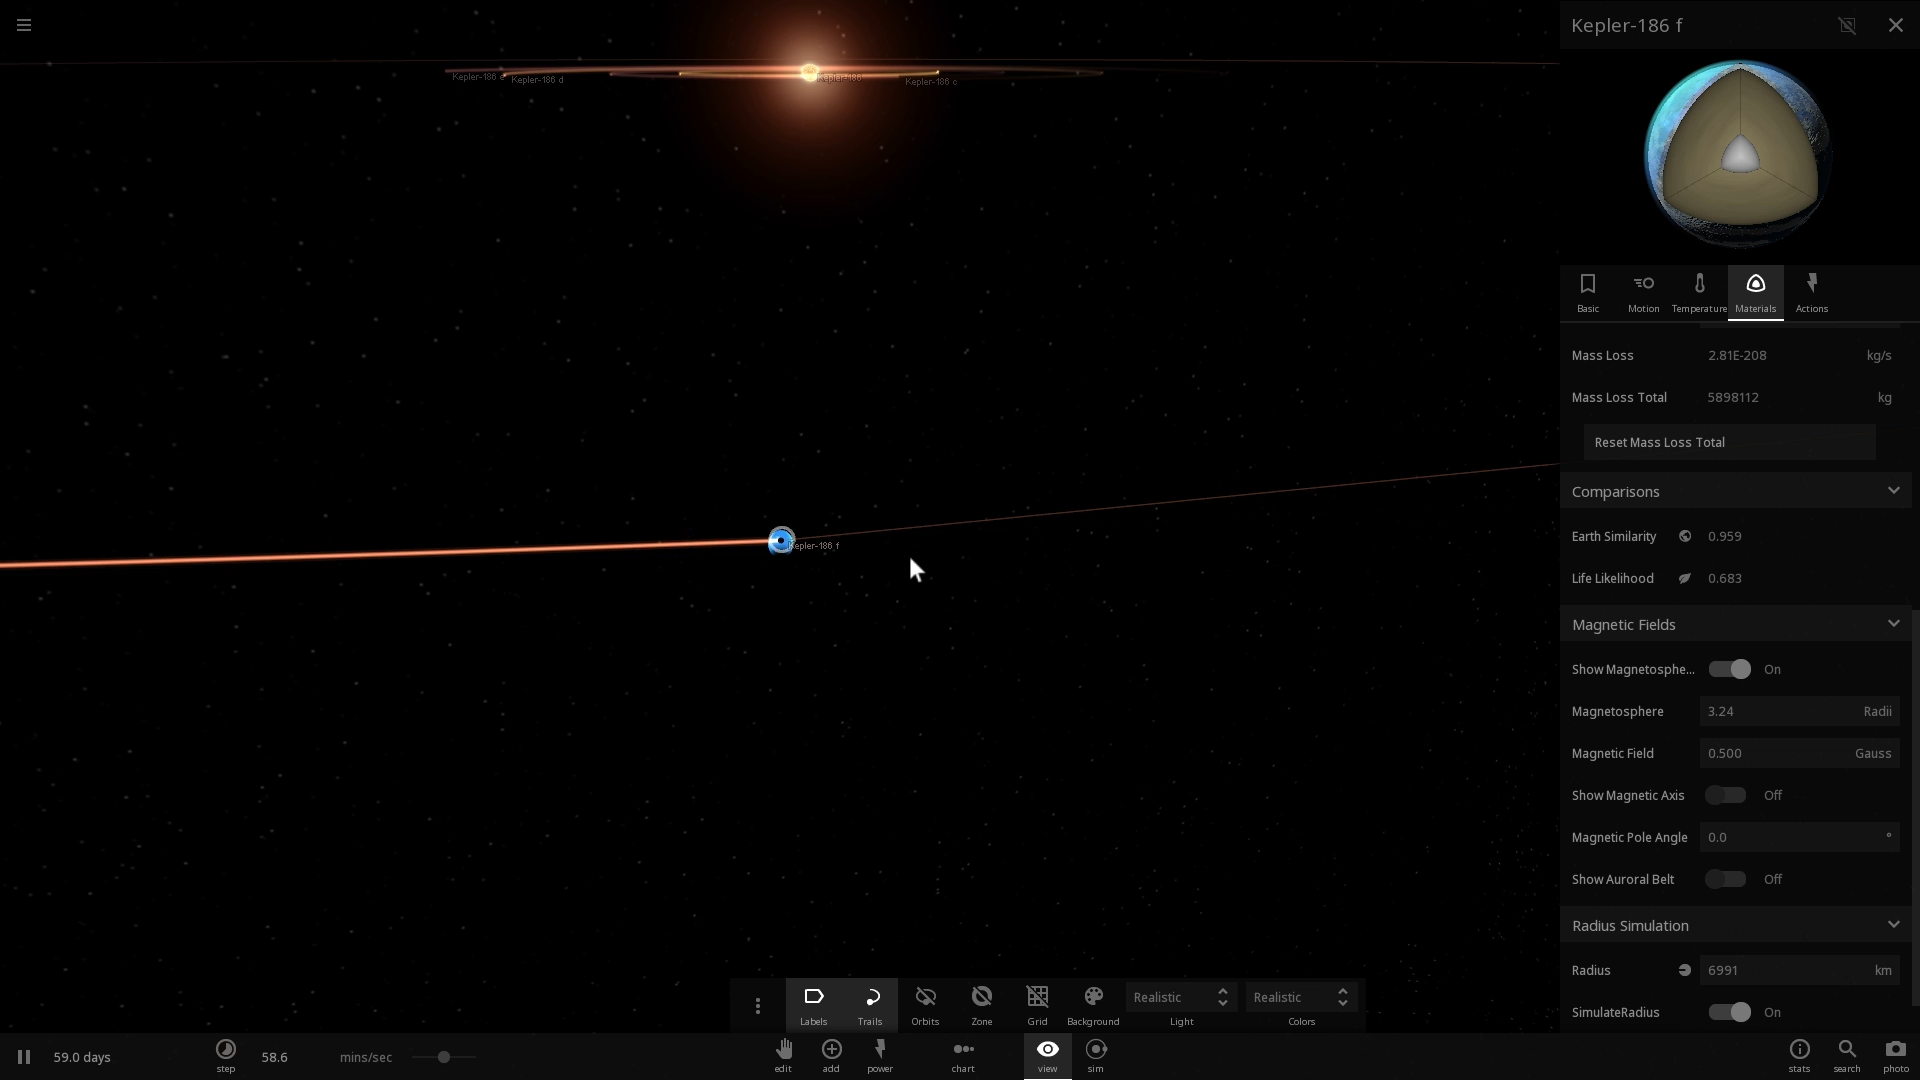 Kepler-186 f
Kepler-186 e
Kepler-186 d
Kepler-186
Kepler-186 c
Basic
Motion
Temperature
Materials
Actions
Mass Loss 2.81E-208 kg/s
Mass Loss Total 5898112 kg
Reset Mass Loss Total
Comparisons
Earth Similarity 0.959
Kepler-186 f
Life Likelihood 0.683
Magnetic Fields
Show Magnetosphe... On
Magnetosphere 3.24 Radii
Magnetic Field 0.500 Gauss
Show Magnetic Axis Off
Magnetic Pole Angle 0.0 °
Show Auroral Belt Off
Radius Simulation
Radius 6991 km
SimulateRadius On
Labels
Trails
Orbits
Zone
Grid
Background
Realistic
Light
Realistic
Colors
59.0 days
step
58.6 mins/sec
edit
add
power
chart
view
sim
stats
search
photo